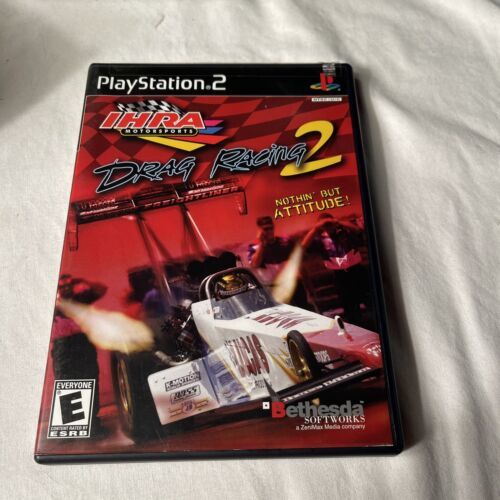 PlayStation®2
IHRA
MOTORSPORTS
DRAG RACING 2
NOTHIN' BUT
ATTITUDE!
FREIGHTLINER
EVERYONE
E
CONTENT RATED BY
ESRB
Bethesda
SOFTWORKS
a ZeniMax Media company